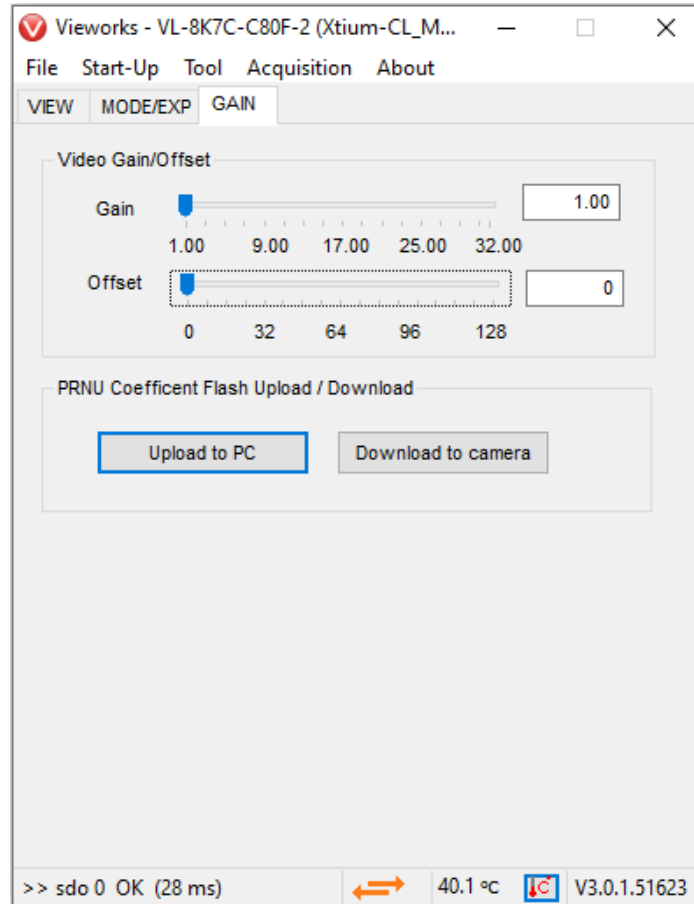 Vieworks - VL-8K7C-C80F-2 (Xtium-CL_M...
File Start-Up Tool Acquisition About
VIEW MODE/EXP GAIN
Video Gain/Offset
Gain 1.00
1.00 9.00 17.00 25.00 32.00
Offset 0
0 32 64 96 128
PRNU Coefficent Flash Upload / Download
Upload to PC Download to camera
>> sdo 0 OK (28 ms) 40.1 ºC C V3.0.1.51623